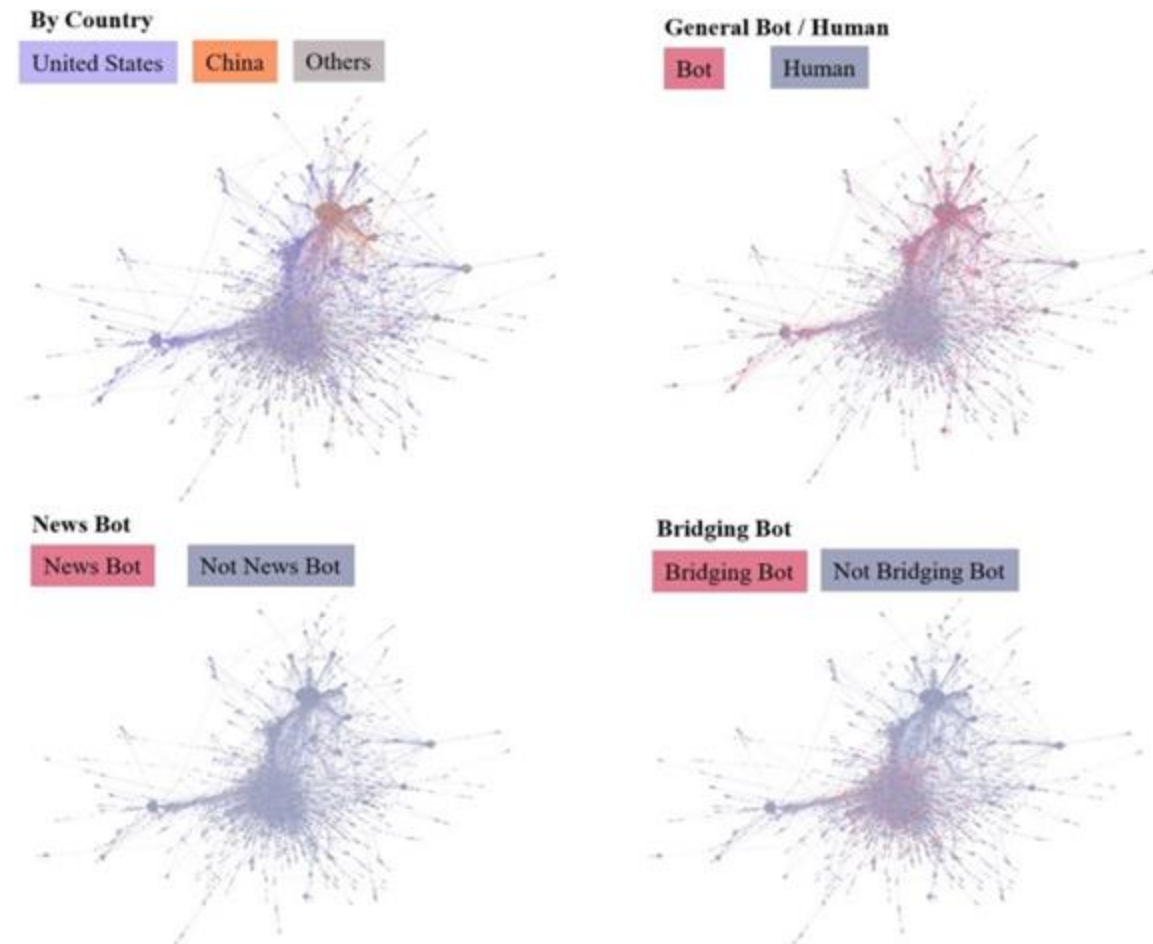 By Country
United States China Others
General Bot / Human
Bot Human
News Bot
News Bot Not News Bot
Bridging Bot
Bridging Bot Not Bridging Bot